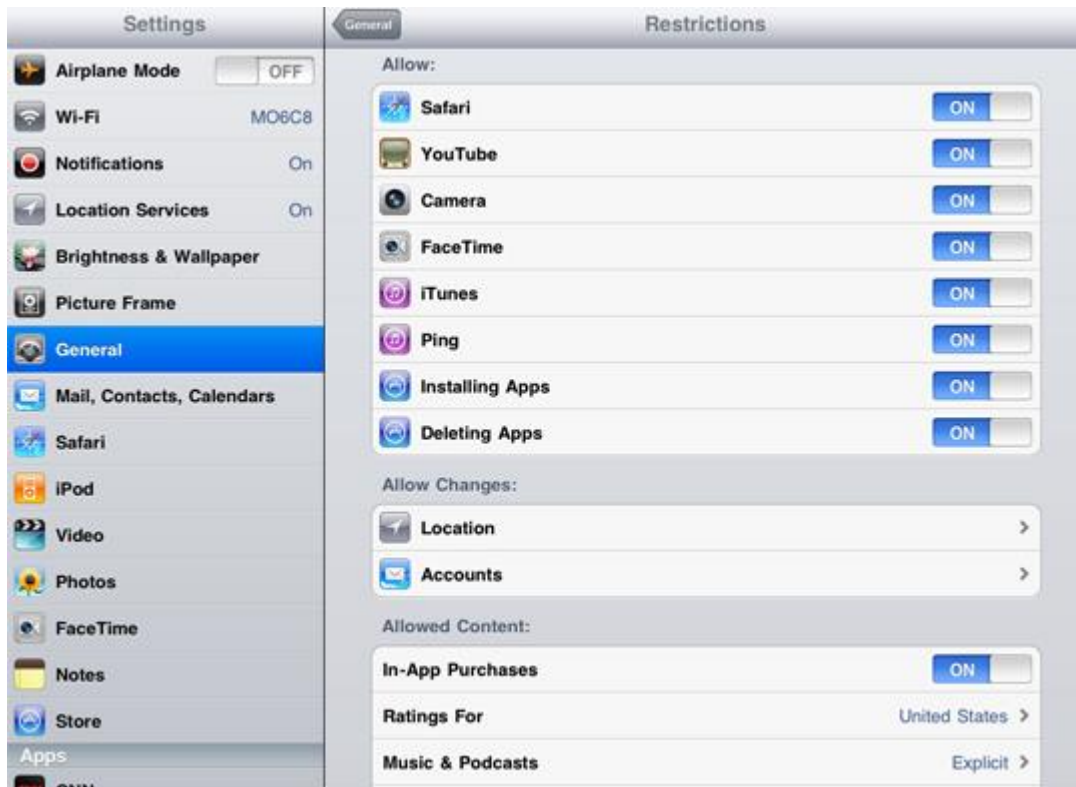 Settings
Airplane Mode OFF
Wi-Fi MO6C8
Notifications On
Location Services On
Brightness & Wallpaper
Picture Frame
General
Mail, Contacts, Calendars
Safari
iPod
Video
Photos
FaceTime
Notes
Store
Apps
CNN
General Restrictions
Allow:
Safari ON
YouTube ON
Camera ON
FaceTime ON
iTunes ON
Ping ON
Installing Apps ON
Deleting Apps ON
Allow Changes:
Location
Accounts
Allowed Content:
In-App Purchases ON
Ratings For United States
Music & Podcasts Explicit